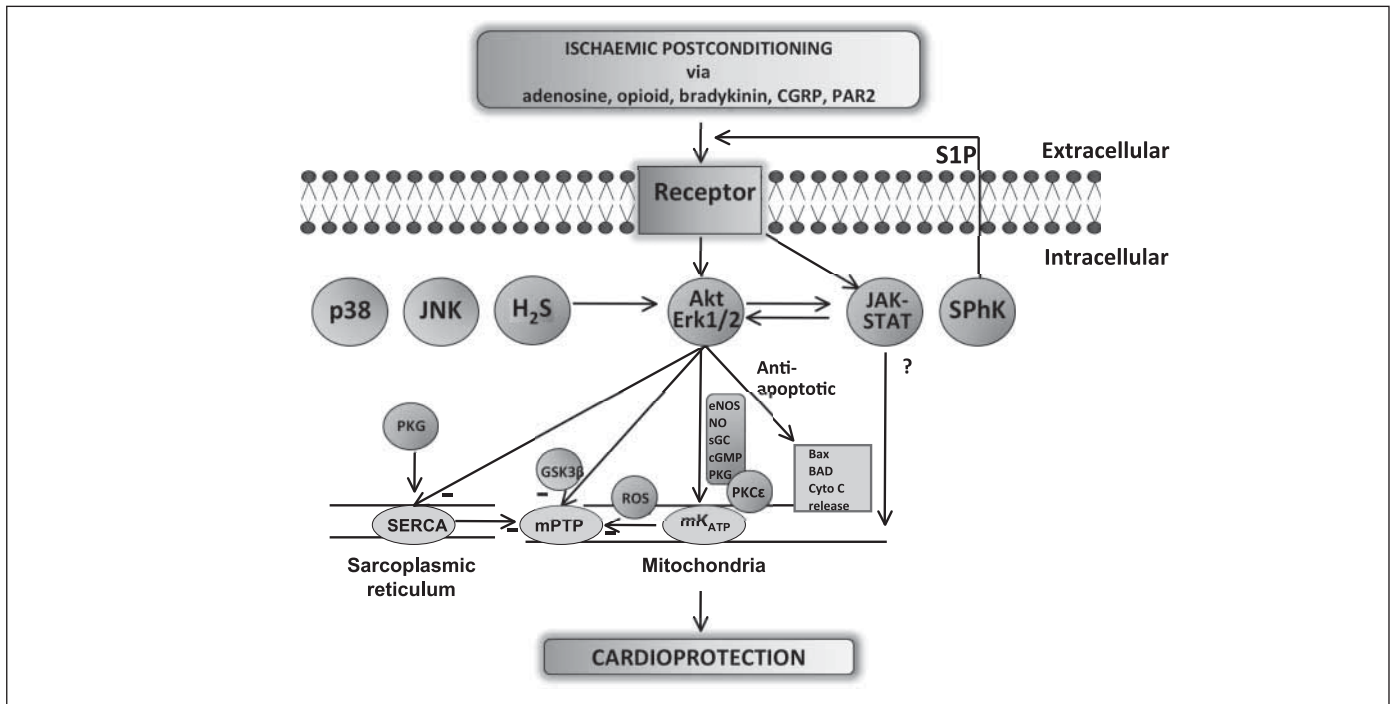 ISCHAEMIC POSTCONDITIONING
via
adenosine, opioid, bradykinin, CGRP, PAR2
S1P
Extracellular
Receptor
Intracellular
p38
JNK
H₂S
Akt
Erk1/2
JAK-
STAT
SPhK
?
Anti-
apoptotic
eNOS
NO
sGC
cGMP
PKG
PKCε
Bax
BAD
Cyto C
release
PKG
GSK3β
ROS
-
-
SERCA
-
mPTP
-
mK_ATP
Sarcoplasmic
reticulum
Mitochondria
CARDIOPROTECTION